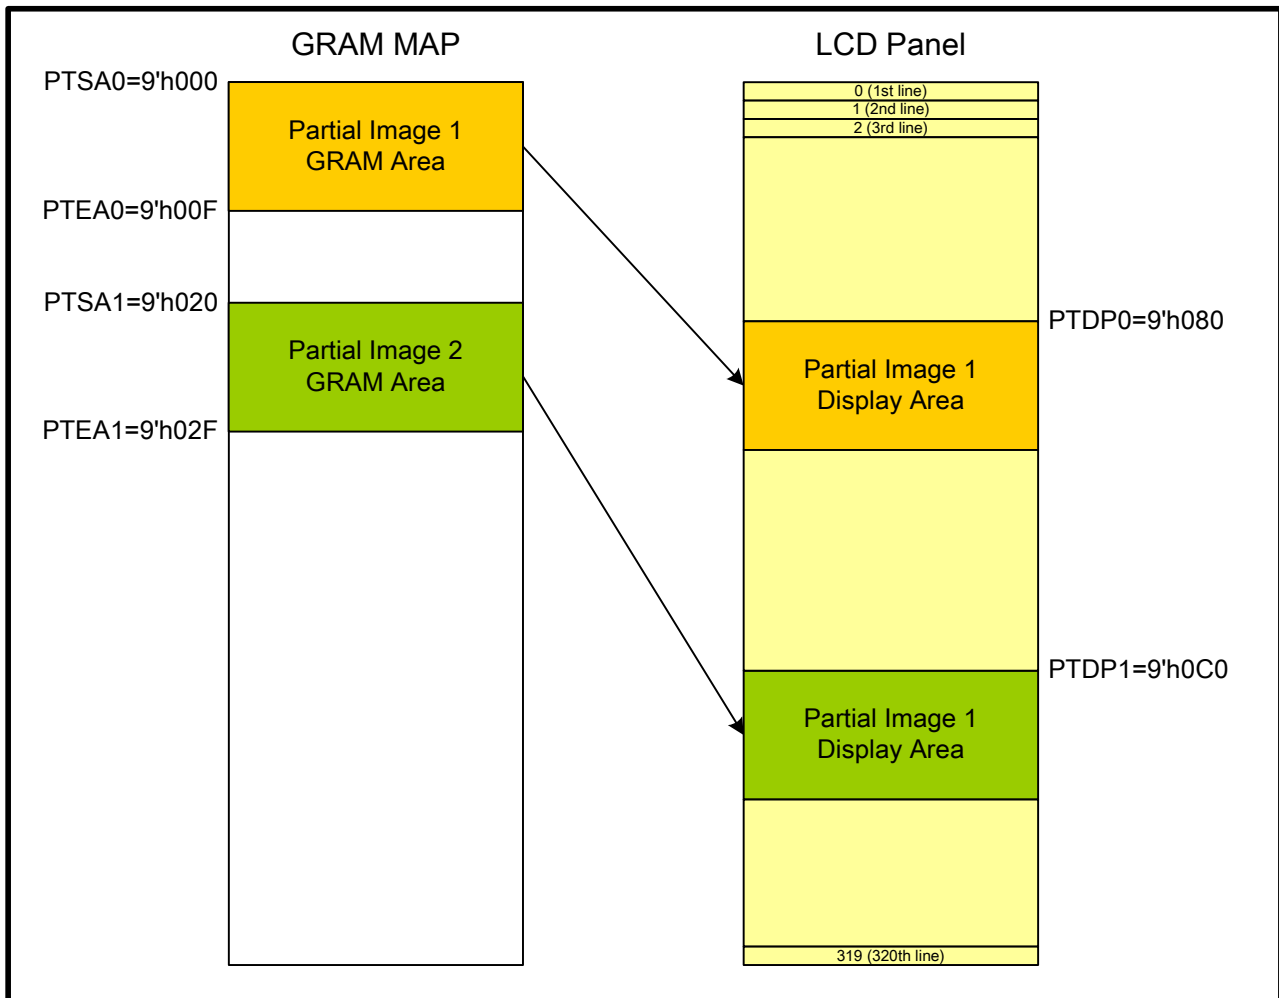 GRAM MAP
PTSA0=9'h000
Partial Image 1
GRAM Area
PTEA0=9'h00F
PTSA1=9'h020
Partial Image 2
GRAM Area
PTEA1=9'h02F
LCD Panel
0 (1st line)
1 (2nd line)
2 (3rd line)
PTDP0=9'h080
Partial Image 1
Display Area
PTDP1=9'h0C0
Partial Image 1
Display Area
319 (320th line)